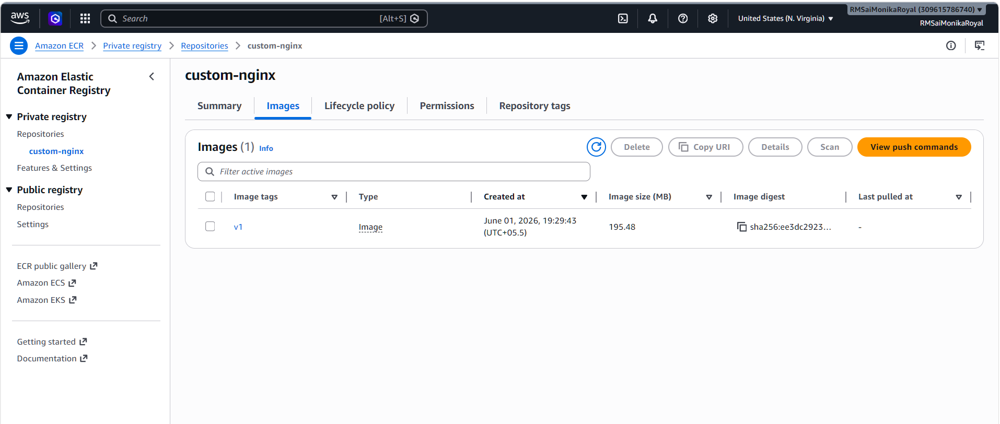 aws
Search
[Alt+S]
United States (N. Virginia)
RMSaiMonikaRoyal (309615786740)
RMSaiMonikaRoyal
Amazon ECR
Private registry
Repositories
custom-nginx
Amazon Elastic
Container Registry
Private registry
Repositories
custom-nginx
Features & Settings
Public registry
Repositories
Settings
ECR public gallery
Amazon ECS
Amazon EKS
Getting started
Documentation
custom-nginx
Summary
Images
Lifecycle policy
Permissions
Repository tags
Images (1) Info
Delete
Copy URI
Details
Scan
View push commands
Filter active images
Image tags
Type
Created at
Image size (MB)
Image digest
Last pulled at
v1
Image
June 01, 2026, 19:29:43
(UTC+05.5)
195.48
sha256:ee3dc2923...
-